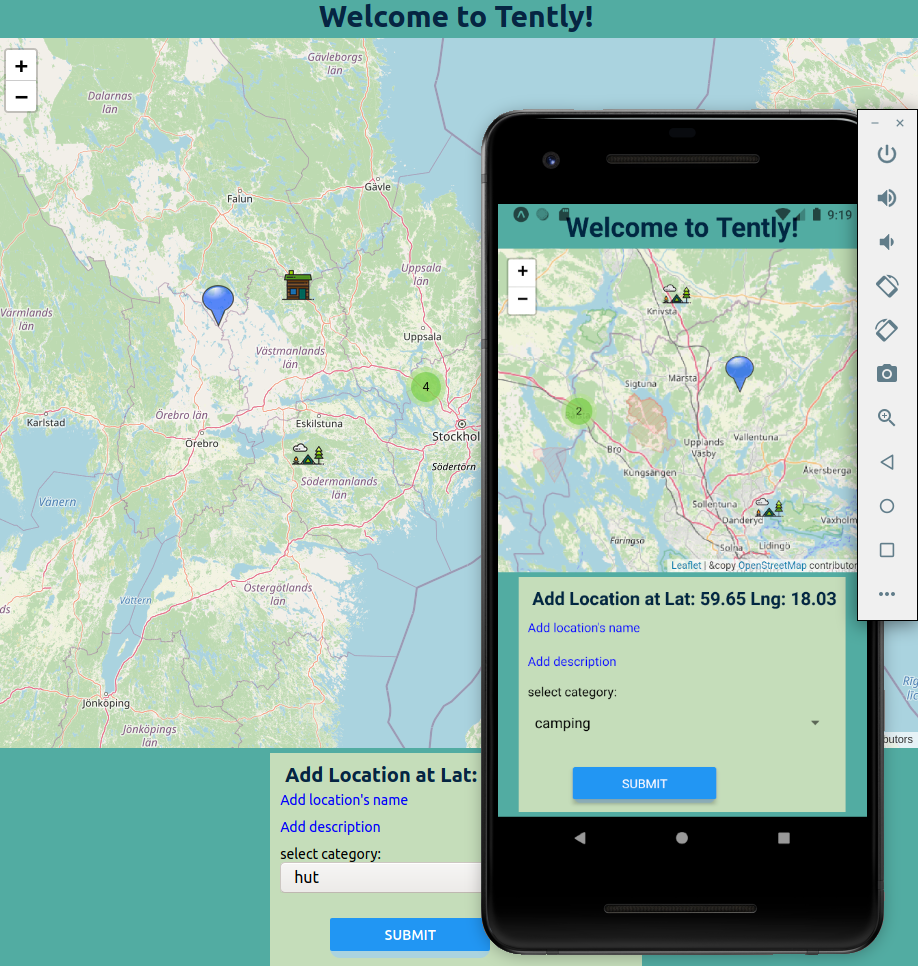 Welcome to Tently!
+
−
Gävleborgs
län
Dalarnas
län
Gävle
Falun
Uppsala
län
Värmlands
län
Uppsala
Västmanlands
län
4
Örebro län
Karlstad
Eskilstuna
Örebro
Södertörn
Södermanlands
län
Vänern
Östergötlands
län
Vättern
Jönköping
Jönköpings
län
Add Location at Lat:
Add location's name
Add description
select category:
hut
SUBMIT
9:19
Welcome to Tently!
+
−
Knivsta
Sigtuna
Märsta
2
Bro
Upplands
Väsby
Vallentuna
Kungsängen
Åkersberga
Sollentuna
Danderyd
Vaxholm
Färingsö
Solna
Lidingö
Leaflet | &copy OpenStreetMap contributor
Add Location at Lat: 59.65 Lng: 18.03
Add location's name
Add description
select category:
camping
SUBMIT